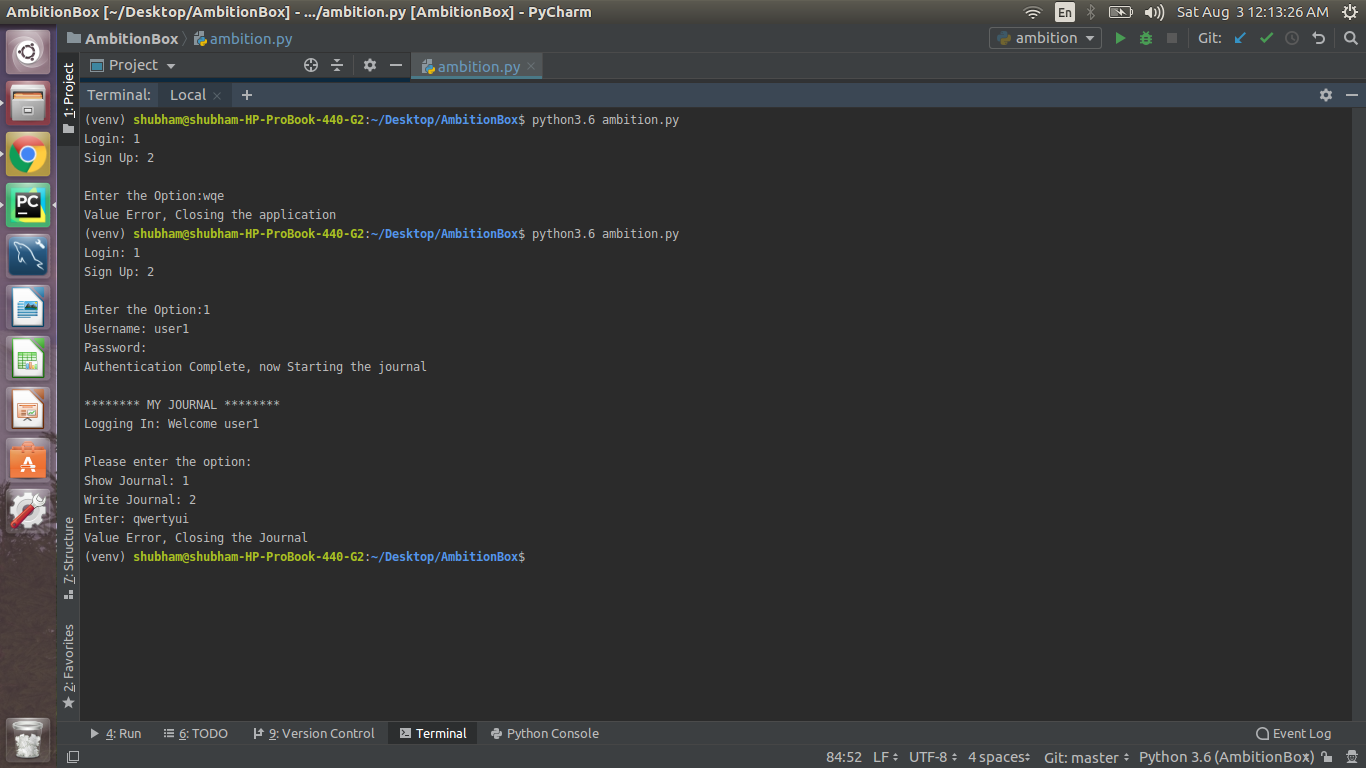 AmbitionBox [~/Desktop/AmbitionBox] - .../ambition.py [AmbitionBox] - PyCharm
En
Sat Aug 3 12:13:26 AM
AmbitionBox
ambition.py
ambition
Git:
1: Project
Project
ambition.py
Terminal:
Local
(venv) shubham@shubham-HP-ProBook-440-G2:~/Desktop/AmbitionBox$ python3.6 ambition.py
Login: 1
Sign Up: 2
Enter the Option:wqe
Value Error, Closing the application
(venv) shubham@shubham-HP-ProBook-440-G2:~/Desktop/AmbitionBox$ python3.6 ambition.py
Login: 1
Sign Up: 2
Enter the Option:1
Username: user1
Password:
Authentication Complete, now Starting the journal
******** MY JOURNAL ********
Logging In: Welcome user1
Please enter the option:
Show Journal: 1
Write Journal: 2
Enter: qwertyui
Value Error, Closing the Journal
(venv) shubham@shubham-HP-ProBook-440-G2:~/Desktop/AmbitionBox$
PC
7: Structure
2: Favorites
4: Run
6: TODO
9: Version Control
Terminal
Python Console
Event Log
84:52
LF
UTF-8
4 spaces
Git: master
Python 3.6 (AmbitionBox)